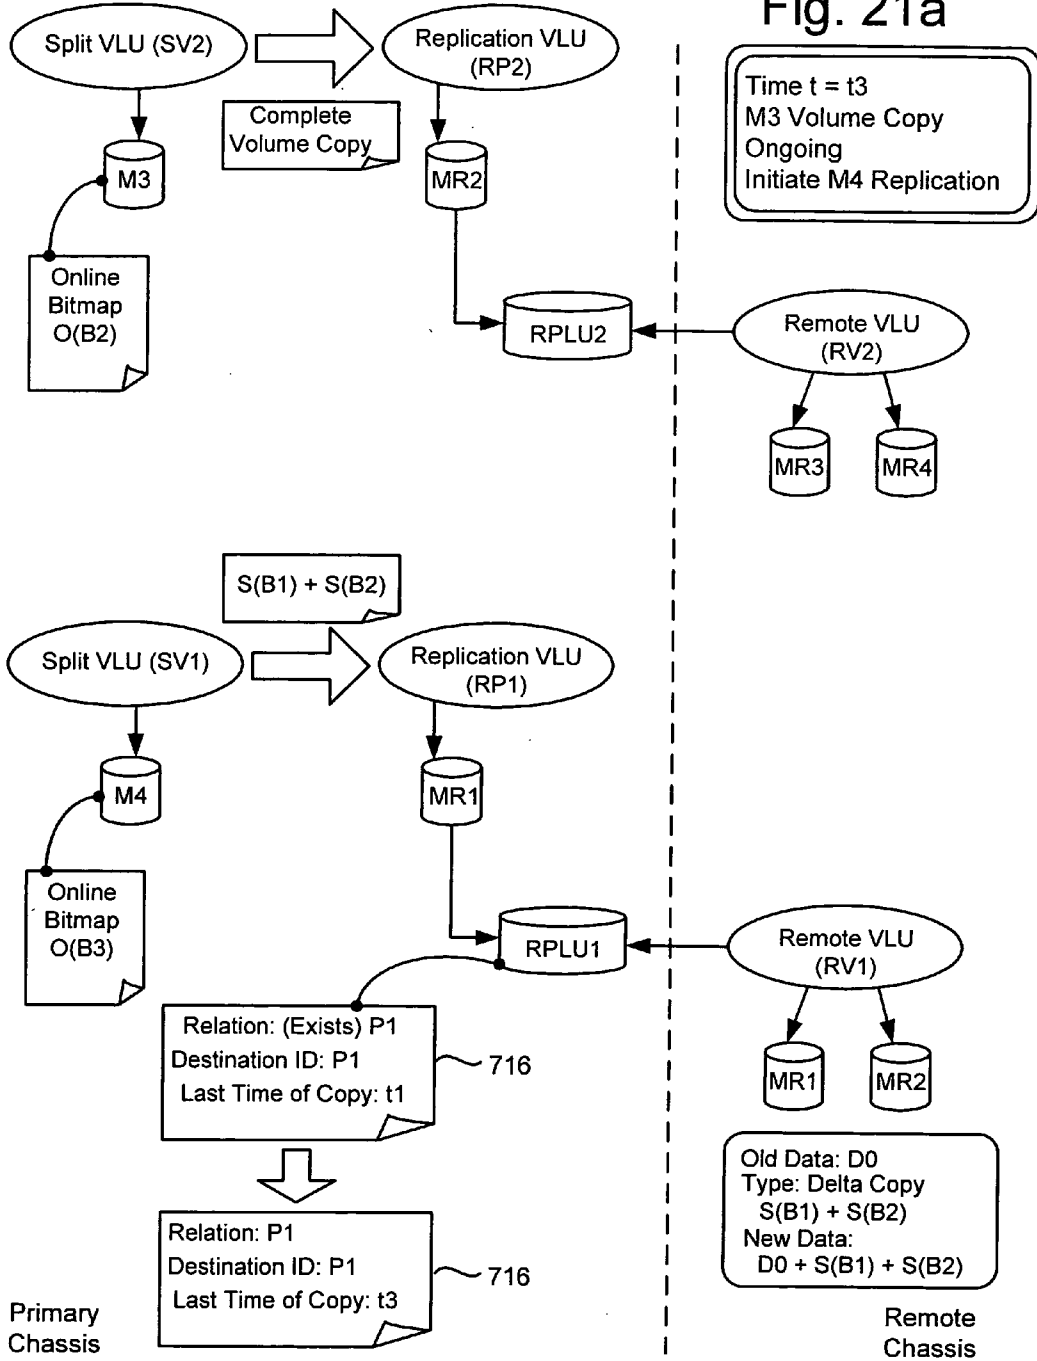 Fig. 21a
Split VLU (SV2)
Replication VLU
(RP2)
Complete
Volume Copy
Time t = t3
M3 Volume Copy
Ongoing
Initiate M4 Replication
M3
MR2
Online
Bitmap
O(B2)
RPLU2
Remote VLU
(RV2)
MR3
MR4
S(B1) + S(B2)
Split VLU (SV1)
Replication VLU
(RP1)
M4
MR1
Online
Bitmap
O(B3)
RPLU1
Remote VLU
(RV1)
Relation: (Exists) P1
Destination ID: P1
Last Time of Copy: t1
716
MR1
MR2
Old Data: D0
Type: Delta Copy
S(B1) + S(B2)
New Data:
D0 + S(B1) + S(B2)
Relation: P1
Destination ID: P1
Last Time of Copy: t3
716
Primary
Chassis
Remote
Chassis